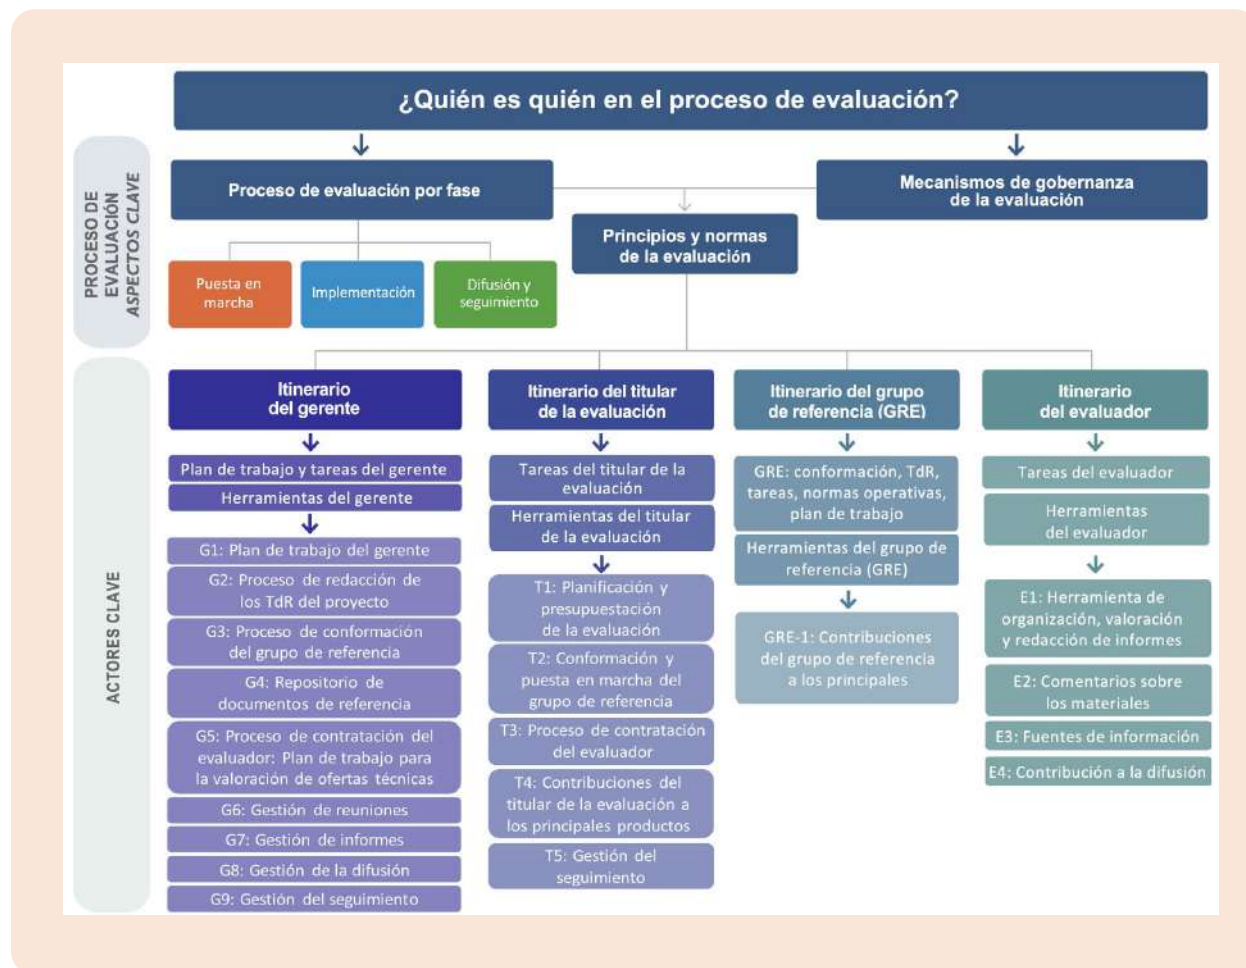 ¿Quién es quién en el proceso de evaluación?
PROCESO DE
EVALUACIÓN
ASPECTOS CLAVE
Proceso de evaluación por fase
Mecanismos de gobernanza
de la evaluación
Principios y normas
de la evaluación
Puesta en
marcha
Implementación
Difusión y
seguimiento
ACTORES CLAVE
Itinerario
del gerente
Plan de trabajo y tareas del gerente
Herramientas del gerente
G1: Plan de trabajo del gerente
G2: Proceso de redacción de
los TdR del proyecto
G3: Proceso de conformación
del grupo de referencia
G4: Repositorio de
documentos de referencia
G5: Proceso de contratación del
evaluador: Plan de trabajo para
la valoración de ofertas técnicas
G6: Gestión de reuniones
G7: Gestión de informes
G8: Gestión de la difusión
G9: Gestión del seguimiento
Itinerario del titular
de la evaluación
Tareas del titular de la
evaluación
Herramientas del titular
de la evaluación
T1: Planificación y
presupuestación
de la evaluación
T2: Conformación y
puesta en marcha del
grupo de referencia
T3: Proceso de contratación
del evaluador
T4: Contribuciones del
titular de la evaluación a
los principales productos
T5: Gestión del
seguimiento
Itinerario del grupo
de referencia (GRE)
GRE: conformación, TdR,
tareas, normas operativas,
plan de trabajo
Herramientas del grupo de
referencia (GRE)
GRE-1: Contribuciones
del grupo de referencia
a los principales
Itinerario
del evaluador
Tareas del evaluador
Herramientas
del evaluador
E1: Herramienta de
organización, valoración
y redacción de informes
E2: Comentarios sobre
los materiales
E3: Fuentes de información
E4: Contribución a la difusión